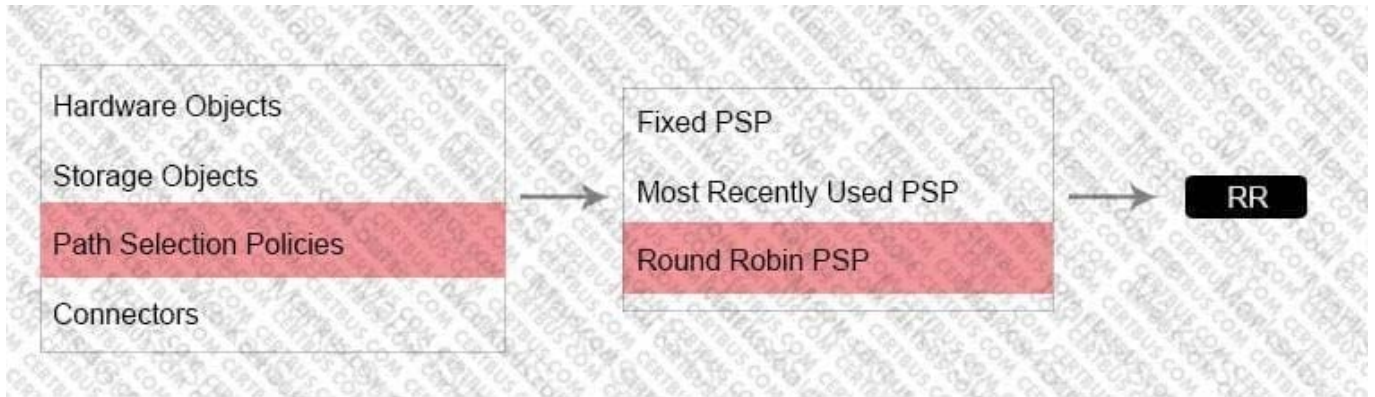 Hardware Objects
Storage Objects
Path Selection Policies
Connectors
Fixed PSP
Most Recently Used PSP
Round Robin PSP
RR